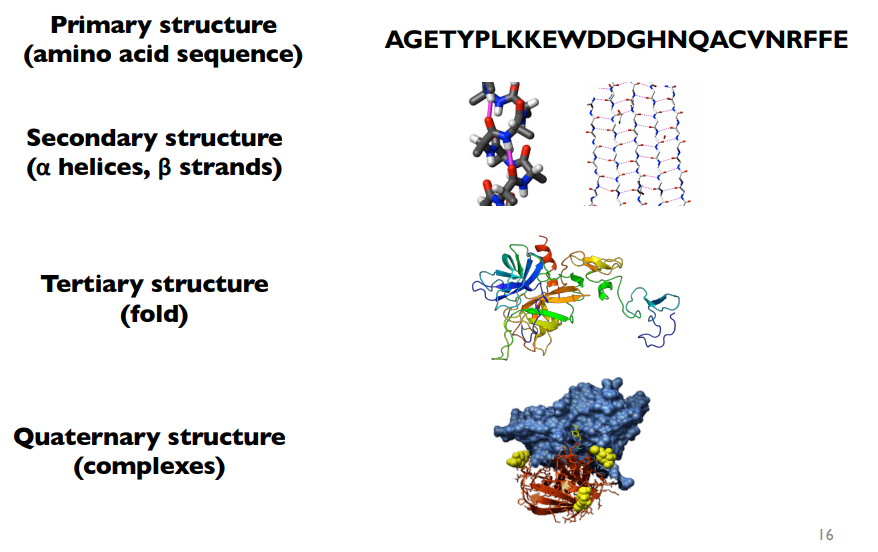 Primary structure
(amino acid sequence)
AGETYPLKKEWDDGHNQACVNRFFE
Secondary structure
(α helices, β strands)
Tertiary structure
(fold)
Quaternary structure
(complexes)
16